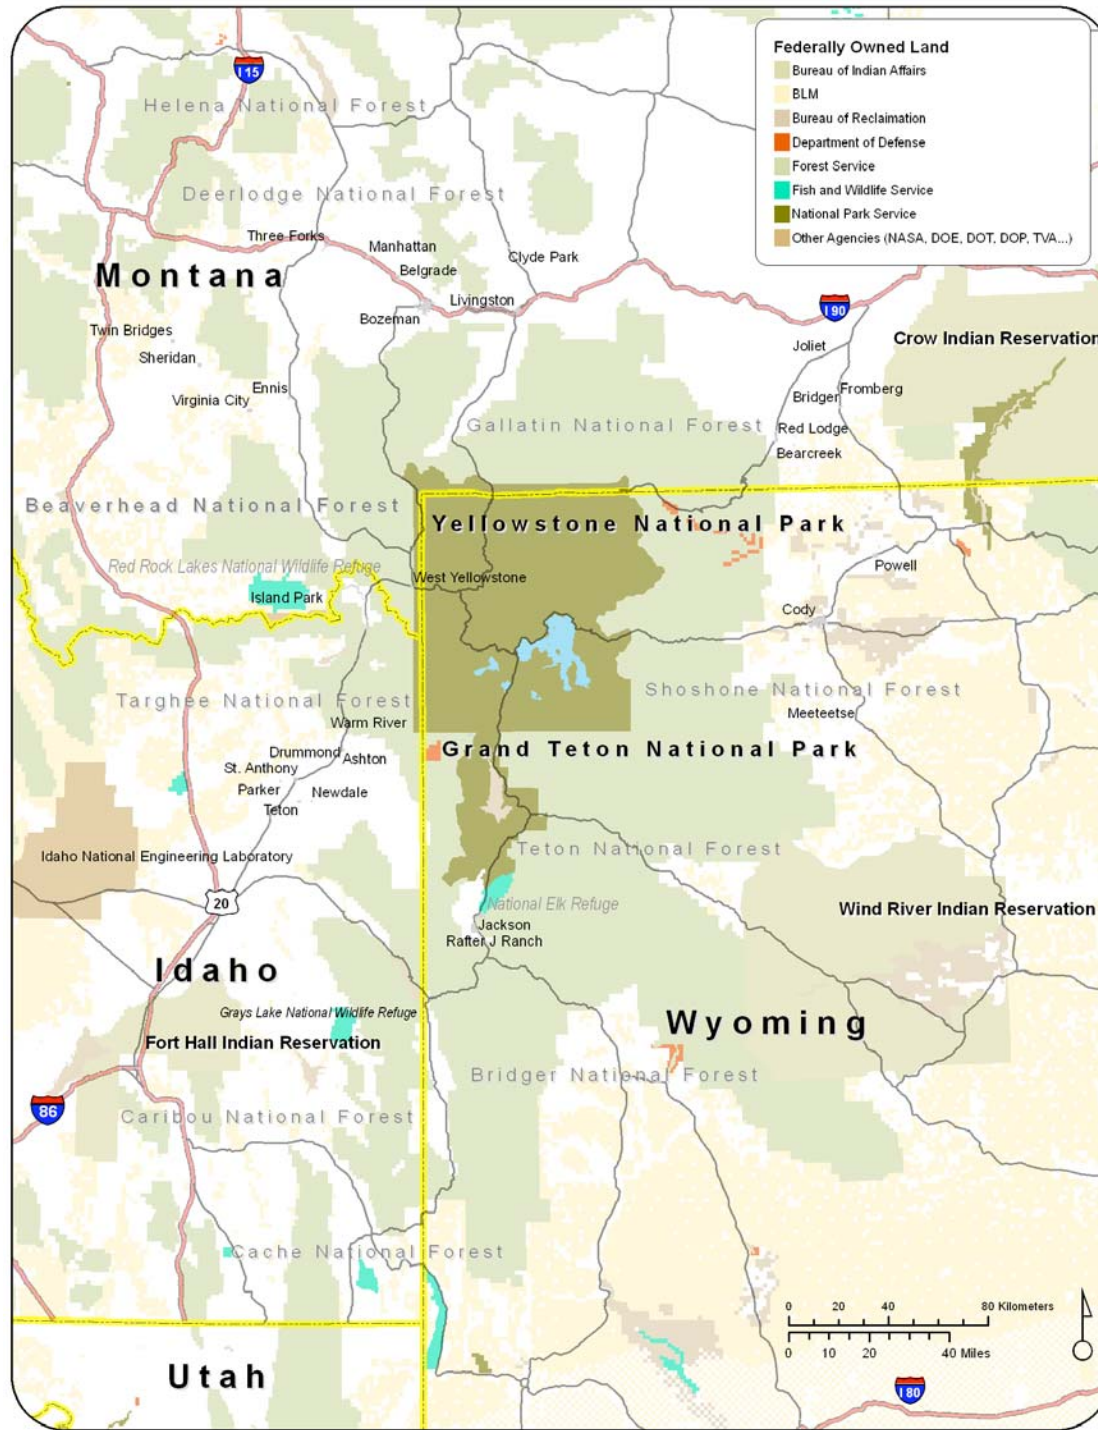 Federally Owned Land
Bureau of Indian Affairs
BLM
Bureau of Reclaimation
Department of Defense
Forest Service
Fish and Wildlife Service
National Park Service
Other Agencies (NASA, DOE, DOT, DOP, TVA...)
I 15
Helena National Forest
Deerlodge National Forest
Three Forks
Manhattan
Clyde Park
Belgrade
Montana
Livingston
I 90
Bozeman
Twin Bridges
Crow Indian Reservation
Joliet
Sheridan
Ennis
Fromberg
Virginia City
Bridger
Gallatin National Forest
Red Lodge
Bearcreek
Beaverhead National Forest
Yellowstone National Park
Red Rock Lakes National Wildlife Refuge
Powell
West Yellowstone
Island Park
Cody
Shoshone National Forest
Targhee National Forest
Meeteetse
Warm River
Grand Teton National Park
Drummond
Ashton
St. Anthony
Parker
Newdale
Teton
Teton National Forest
Idaho National Engineering Laboratory
20
National Elk Refuge
Wind River Indian Reservation
Jackson
Rafter J Ranch
Idaho
Grays Lake National Wildlife Refuge
Wyoming
Fort Hall Indian Reservation
Bridger National Forest
86
Caribou National Forest
Cache National Forest
0 20 40 80 Kilometers
0 10 20 40 Miles
Utah
I 80